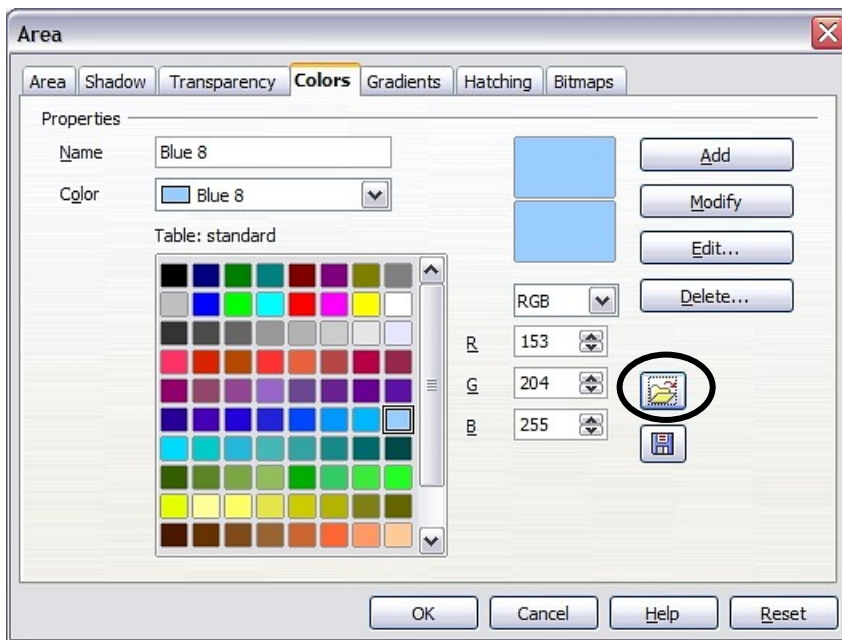 Area
Area Shadow Transparency Colors Gradients Hatching Bitmaps
Properties
Name Blue 8 Add
Color Blue 8 Modify
Table: standard Edit...
RGB Delete...
R 153
G 204
B 255
OK Cancel Help Reset